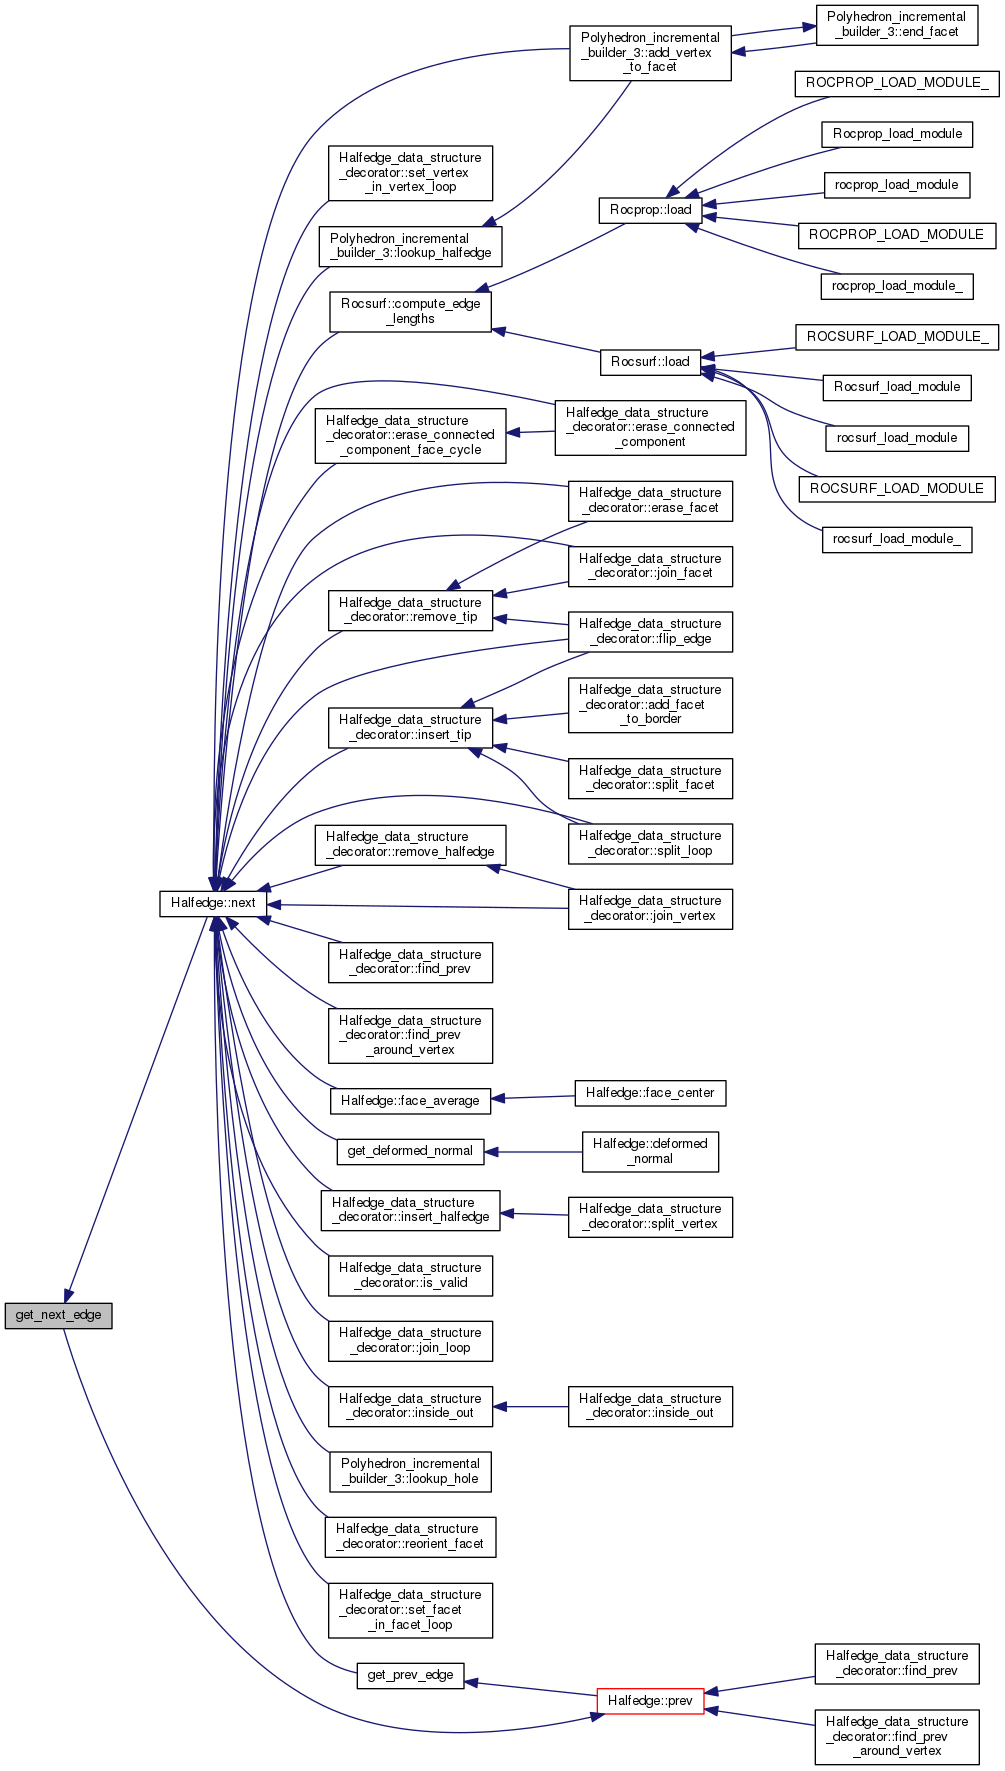 Polyhedron_incremental
_builder_3::end_facet
Polyhedron_incremental
_builder_3::add_vertex
_to_facet
ROCPROP_LOAD_MODULE_
Rocprop_load_module
Halfedge_data_structure
_decorator::set_vertex
_in_vertex_loop
rocprop_load_module
Rocprop::load
ROCPROP_LOAD_MODULE
Polyhedron_incremental
_builder_3::lookup_halfedge
rocprop_load_module_
Rocsurf::compute_edge
_lengths
ROCSURF_LOAD_MODULE_
Rocsurf::load
Rocsurf_load_module
Halfedge_data_structure
_decorator::erase_connected
_component_face_cycle
Halfedge_data_structure
_decorator::erase_connected
_component
rocsurf_load_module
ROCSURF_LOAD_MODULE
Halfedge_data_structure
_decorator::erase_facet
rocsurf_load_module_
Halfedge_data_structure
_decorator::join_facet
Halfedge_data_structure
_decorator::remove_tip
Halfedge_data_structure
_decorator::flip_edge
Halfedge_data_structure
_decorator::add_facet
_to_border
Halfedge_data_structure
_decorator::insert_tip
Halfedge_data_structure
_decorator::split_facet
Halfedge_data_structure
_decorator::remove_halfedge
Halfedge_data_structure
_decorator::split_loop
Halfedge::next
Halfedge_data_structure
_decorator::join_vertex
Halfedge_data_structure
_decorator::find_prev
Halfedge_data_structure
_decorator::find_prev
_around_vertex
Halfedge::face_average
Halfedge::face_center
get_deformed_normal
Halfedge::deformed
_normal
Halfedge_data_structure
_decorator::insert_halfedge
Halfedge_data_structure
_decorator::split_vertex
Halfedge_data_structure
_decorator::is_valid
get_next_edge
Halfedge_data_structure
_decorator::join_loop
Halfedge_data_structure
_decorator::inside_out
Halfedge_data_structure
_decorator::inside_out
Polyhedron_incremental
_builder_3::lookup_hole
Halfedge_data_structure
_decorator::reorient_facet
Halfedge_data_structure
_decorator::set_facet
_in_facet_loop
get_prev_edge
Halfedge::prev
Halfedge_data_structure
_decorator::find_prev
Halfedge_data_structure
_decorator::find_prev
_around_vertex